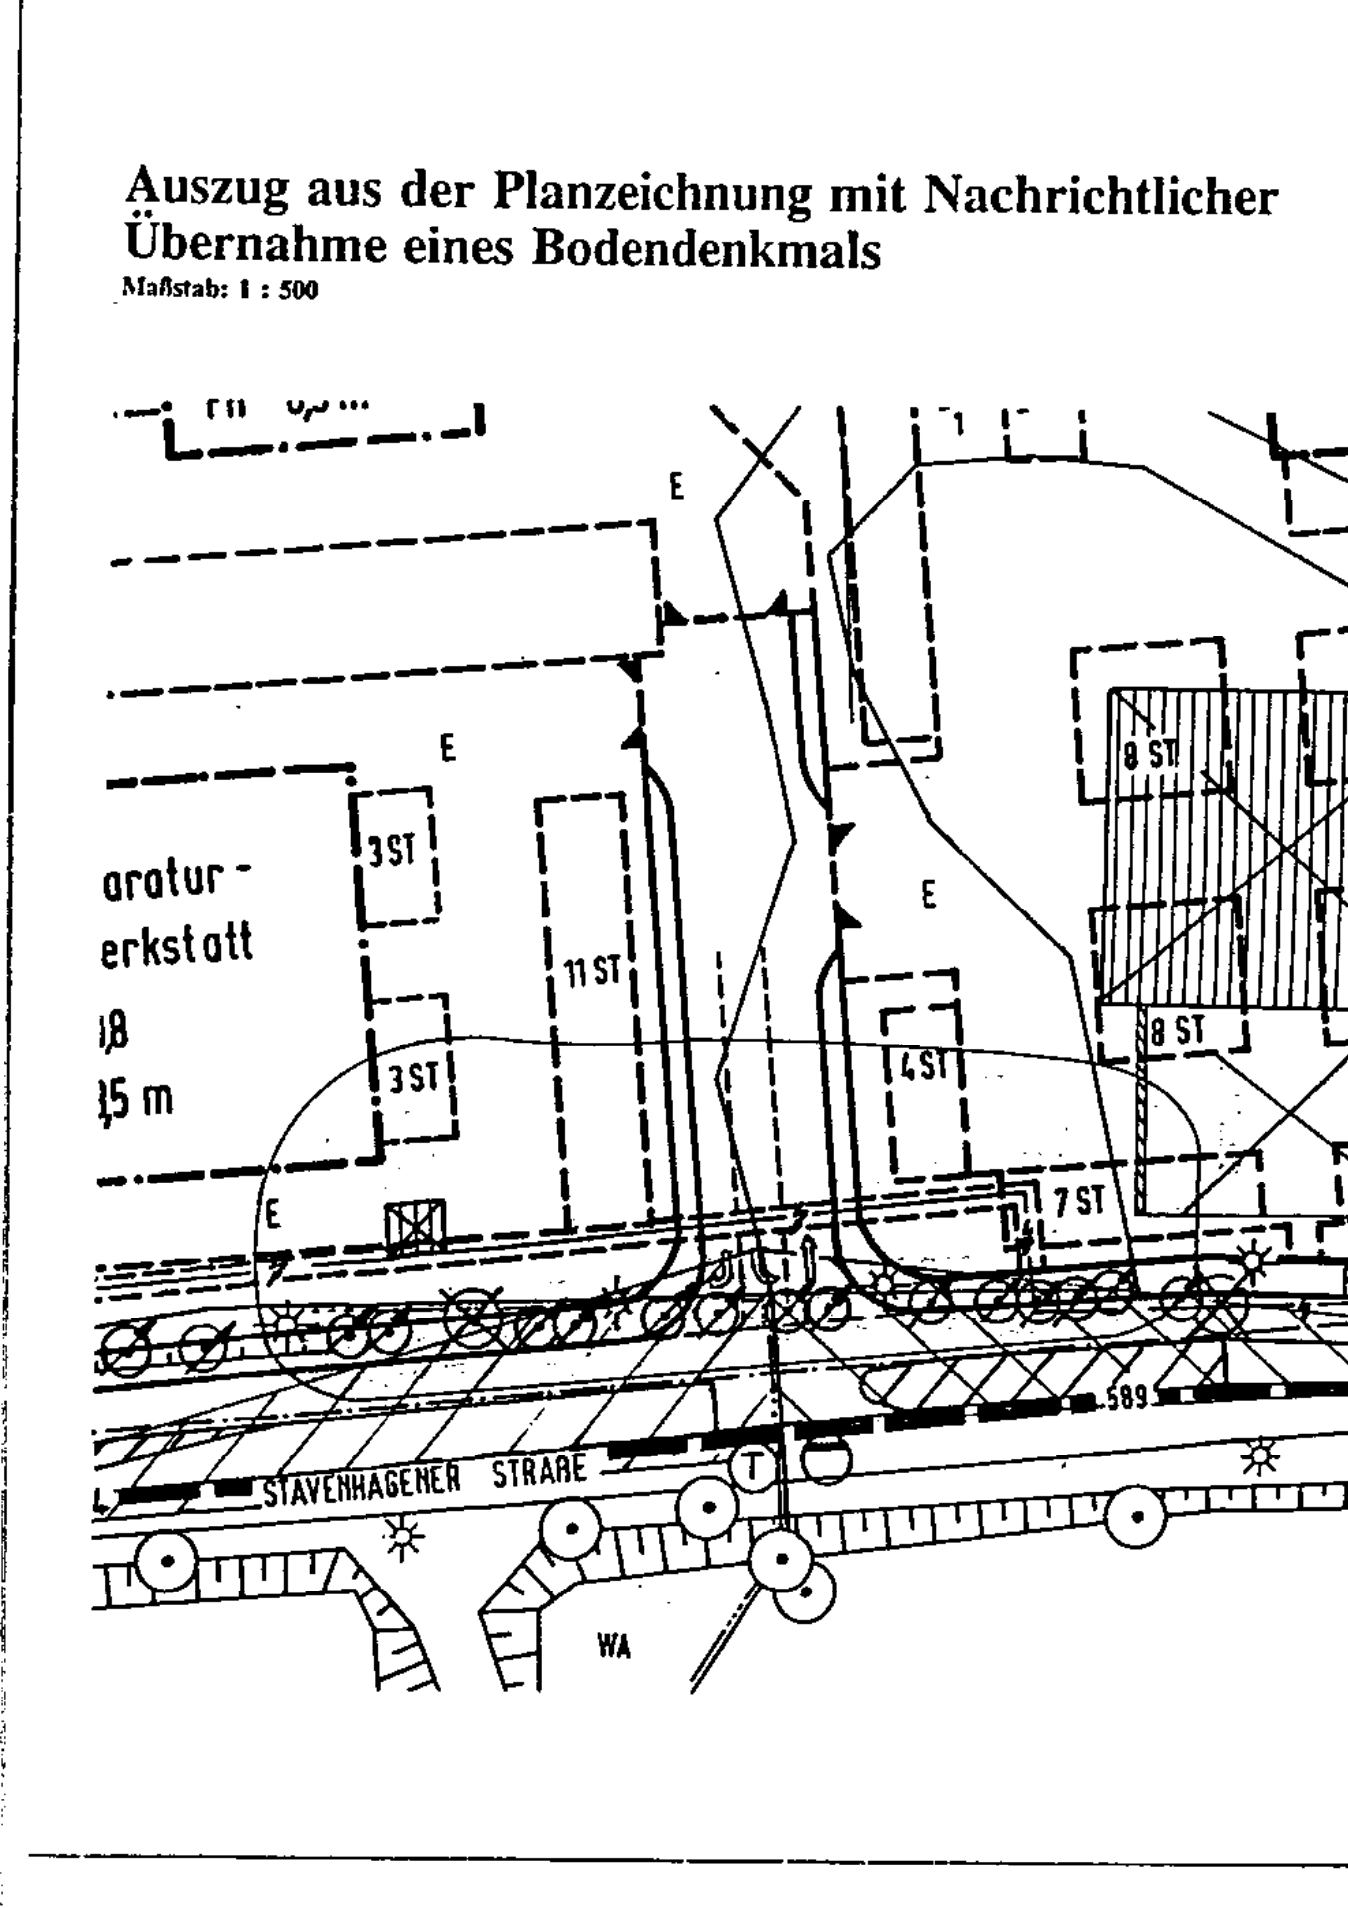 Auszug aus der Planzeichnung mit Nachrichtlicher
Übernahme eines Bodendenkmals
Maßstab: 1 : 500
1
E
E
8 ST
3 ST
aratur-
erkstatt
E
11 ST
,8
8 ST
3 ST
4 ST
,5 m
7 ST
E
589
T
STAVENHAGENER STRAßE
WA